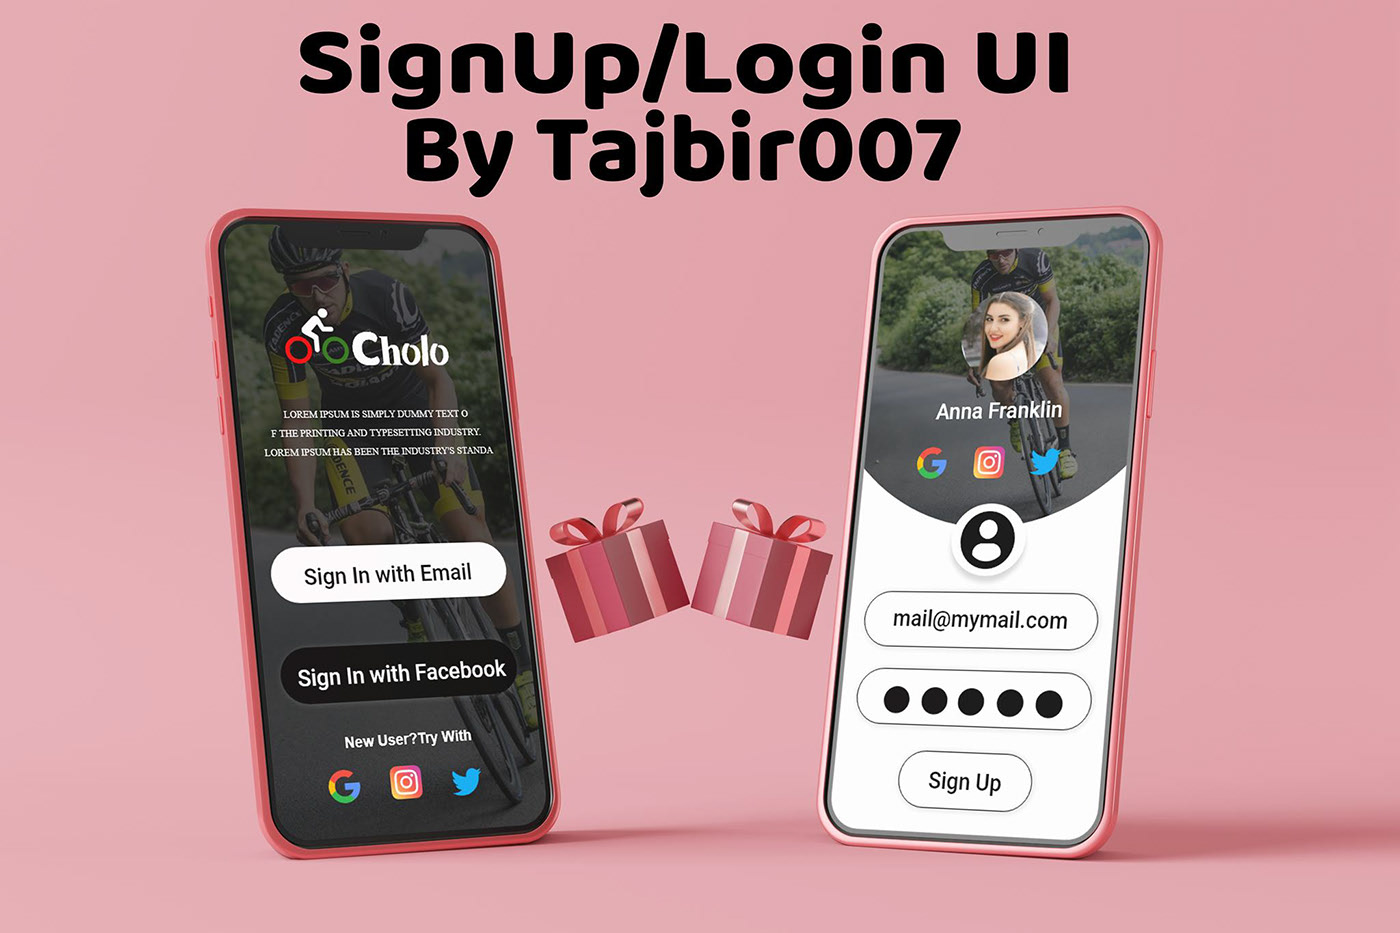 SignUp/Login UI
By Tajbir007
Cholo
LOREM IPSUM IS SIMPLY DUMMY TEXT O
F THE PRINTING AND TYPESETTING INDUSTRY.
LOREM IPSUM HAS BEEN THE INDUSTRY'S STANDA
Sign In with Email
Sign In with Facebook
New User?Try With
Anna Franklin
mail@mymail.com
Sign Up